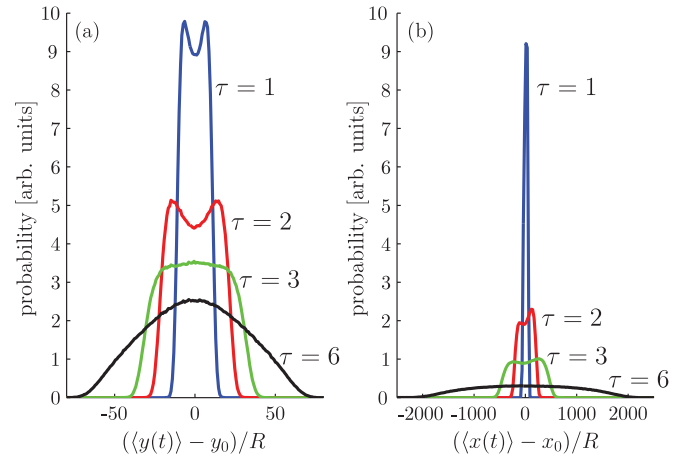 (a)
probability [arb. units]
10
9
8
7
6
5
4
3
2
1
0
τ = 1
τ = 2
τ = 3
τ = 6
-50 0 50
(⟨y(t)⟩ − y₀)/R
(b)
probability [arb. units]
10
9
8
7
6
5
4
3
2
1
0
τ = 1
τ = 2
τ = 3
τ = 6
-2000 -1000 0 1000 2000
(⟨x(t)⟩ − x₀)/R